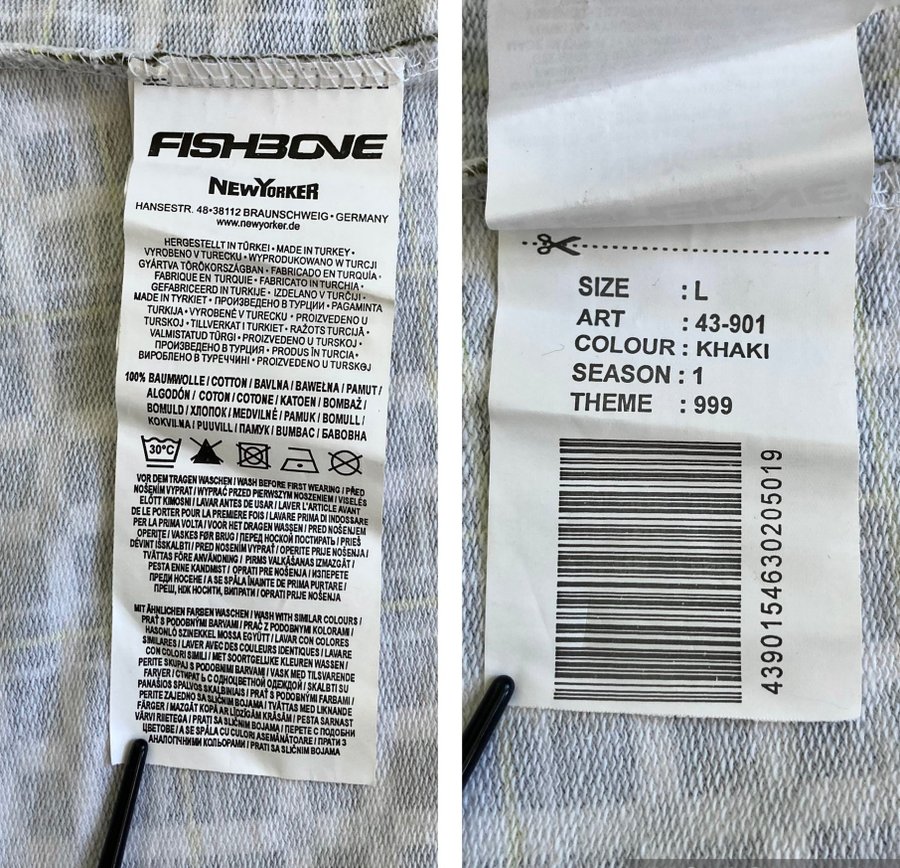 FISHBONE
NEWYORKER
HANSESTR. 48•38112 BRAUNSCHWEIG • GERMANY
www.newyorker.de
HERGESTELLT IN TÜRKEI • MADE IN TURKEY •
VYROBENO V TURECKU • WYPRODUKOWANO W TURCJI
GYÁRTVA TÖRÖKORSZÁGBAN • FABRICADO EN TURQUÍA •
FABRIQUE EN TURQUIE • FABRICATO IN TURCHIA •
GEFABRICEERD IN TURKIJE • IZDELANO V TURČIJI •
MADE IN TYRKIET • ПРОИЗВЕДЕНО В ТУРЦИИ • PAGAMINTA
TURKIJA • VYROBENÉ V TURECKU • PROIZVEDENO U
TURSKOJ • TILLVERKAT I TURKIET • RAŽOTS TURCIJĀ •
VALMISTATUD TÜRGI • PROIZVEDENO U TURSKOJ •
ПРОИЗВЕДЕНО В ТУРЦИЯ • PRODUS ÎN TURCIA •
ВИРОБЛЕНО В ТУРЕЧЧИНІ • PROIZVEDENO U TURSKOJ
100% BAUMWOLLE / COTTON / BAVLNA / BAWEŁNA / PAMUT /
ALGODÓN / COTON / COTONE / KATOEN / BOMBAŽ /
BOMULD / ХЛОПОК / MEDVILNĖ / PAMUK / BOMULL /
KOKVILNA / PUUVILL / ПАМУК / BUMBAC / БАВОВНА
30°C
VOR DEM TRAGEN WASCHEN / WASH BEFORE FIRST WEARING / PŘED
NOŠENÍM VYPRAT / WYPRAĆ PRZED PIERWSZYM NOSZENIEM / VISELÉS
ELŐTT KIMOSNI / LAVAR ANTES DE USAR / LAVER L'ARTICLE AVANT
DE LE PORTER POUR LA PREMIERE FOIS / LAVARE PRIMA DI INDOSSARE
PER LA PRIMA VOLTA / VOOR HET DRAGEN WASSEN / PRED NOŠENJEM
OPERITE / VASKES FØR BRUG / ПЕРЕД НОСКОЙ ПОСТИРАТЬ / PRIEŠ
DĖVINT IŠSKALBTI / PRED NOSENIM VYPRAŤ / OPERITE PRIJE NOŠENJA /
TVÄTTAS FÖRE ANVÄNDNING / PIRMS VALKĀŠANAS IZMAZGĀT /
PESTA ENNE KANDMIST / OPRATI PRE NOŠENJA / ИЗПЕРЕТЕ
ПРЕДИ НОСЕНЕ / A SE SPĂLA ÎNAINTE DE PRIMA PURTARE /
ПРЕШ, НІЖ НОСИТИ, ВИПРАТИ / OPRATI PRIJE NOŠENJA
MIT ÄHNLICHEN FARBEN WASCHEN / WASH WITH SIMILAR COLOURS /
PRAŤ S PODOBNÝMI BARVAMI / PRAĆ Z PODOBNYMI KOLORAMI /
HASONLÓ SZINEKKEL MOSSA EGYÜTT / LAVAR CON COLORES
SIMILARES / LAVER AVEC DES COULEURS IDENTIQUES / LAVARE
CON COLORI SIMILI / MET SOORTGELIJKE KLEUREN WASSEN /
PERITE SKUPAJ S PODOBNIMI BARVAMI / VASK MED TILSVARENDE
FARVER / СТИРАТЬ С ОДНОЦВЕТНОЙ ОДЕЖДОЙ / SKALBTI SU
PANAŠIOS SPALVOS SKALBINIAIS / PRAŤ S PODOBNÝMI FARBAMI /
PERITE ZAJEDNO SA SLIČNIM BOJAMA / TVÄTTAS MED LIKNANDE
FÄRGER / MAZGĀT KOPĀ AR LĪDZĪGĀM KRĀSĀM / PESTA SARNAST
VÄRVI RIIETEGA / PRATI SA SLIČNIM BOJAMA / ПЕРЕТЕ С ПОДОБНИ
ЦВЕТОВЕ / A SE SPĂLA CU CULORI ASEMĂNĂTOARE / ПРАТИ З
АНАЛОГІЧНИМИ КОЛЬОРАМИ / PRATI SA SLIČNIM BOJAMA
SIZE : L
ART : 43-901
COLOUR : KHAKI
SEASON : 1
THEME : 999
4390154630205019